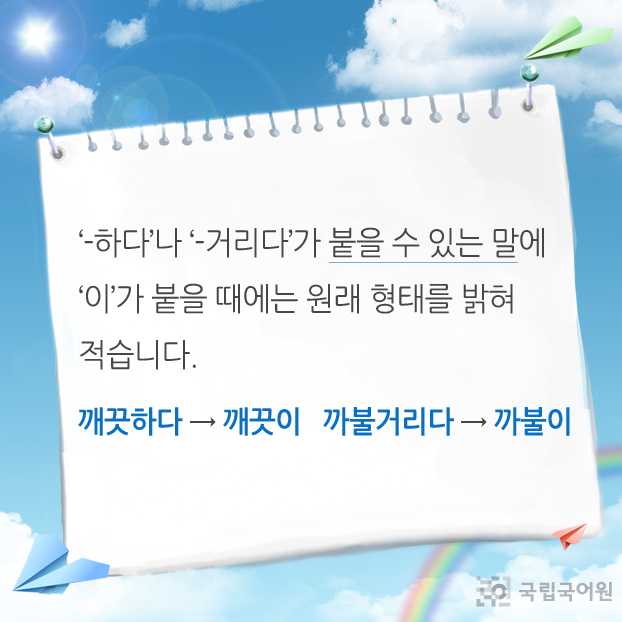 ‘-하다’나 ‘-거리다’가 붙을 수 있는 말에
‘이’가 붙을 때에는 원래 형태를 밝혀
적습니다.
깨끗하다 → 깨끗이 까불거리다 → 까불이
국립국어원